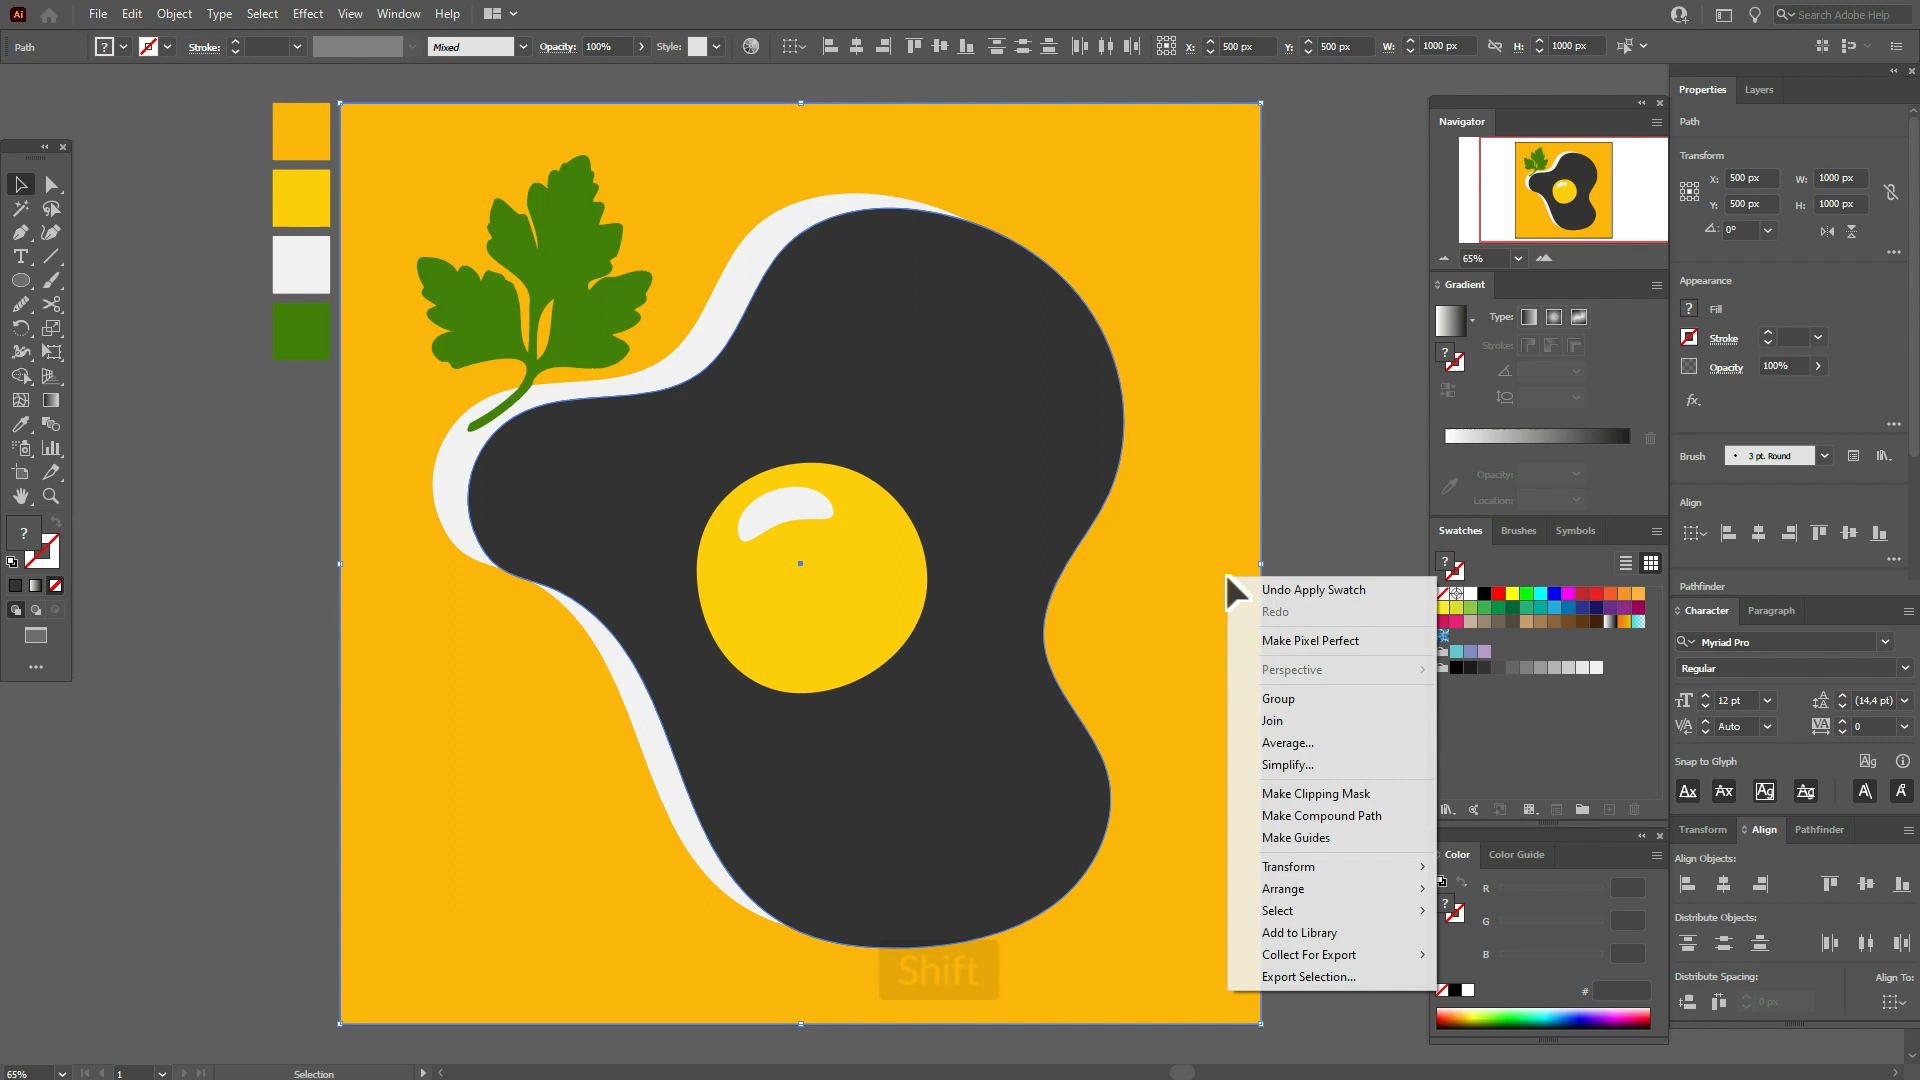 Ai File Edit Object Type Select Effect View Window Help Search Adobe Help
Path ? Stroke: Mixed Opacity: 100% Style: X: 500 px Y: 500 px W: 1000 px H: 1000 px
Properties Layers
Path
Transform
X: 500 px W: 1000 px
Y: 500 px H: 1000 px
0°
Appearance
? Fill
Stroke
Opacity 100%
fx.
Brush 3 pt. Round
Align
Pathfinder
Navigator
65%
Gradient
Type:
Stroke:
?
Opacity:
Location:
Swatches Brushes Symbols
?
Undo Apply Swatch
Redo
Make Pixel Perfect
Perspective
Group
Join
Average...
Simplify...
Make Clipping Mask
Make Compound Path
Make Guides
Transform
Arrange
Select
Add to Library
Collect For Export
Export Selection...
Color Color Guide
R
? G
B
#
Character Paragraph
Myriad Pro
Regular
12 pt (14,4 pt)
Auto 0
Snap to Glyph
Transform Align Pathfinder
Align Objects:
Distribute Objects:
Distribute Spacing: Align To:
0 px
?
Shift
65% 1 Selection